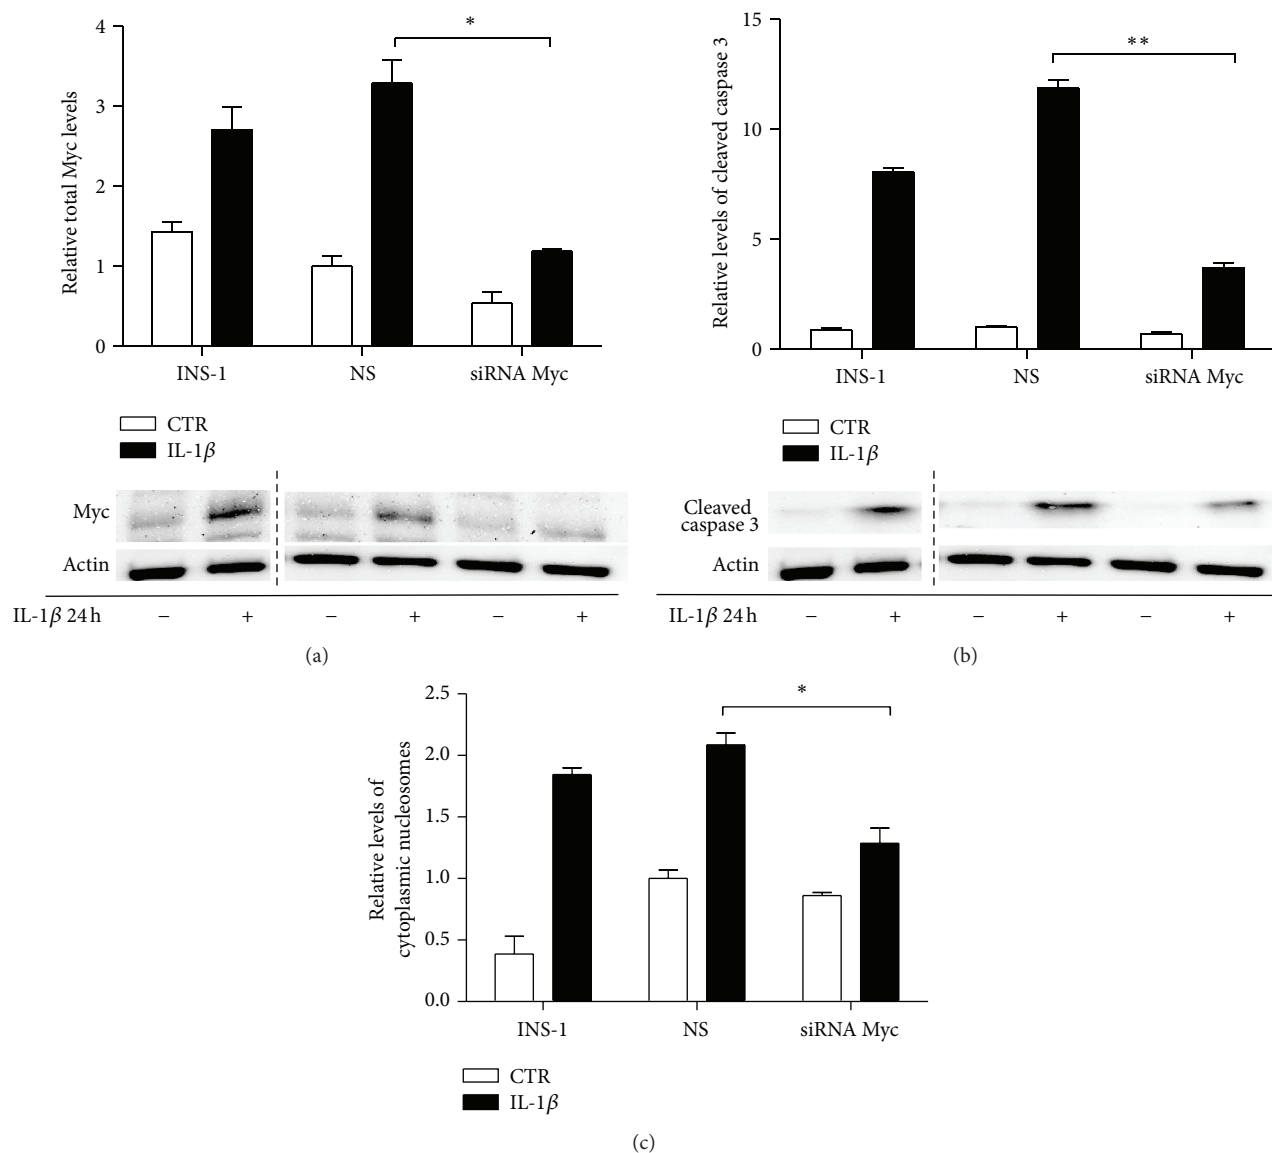 4
3
2
1
0
Relative total Myc levels
*
INS-1 NS siRNA Myc
CTR
IL-1β
Myc
Actin
IL-1β 24 h − + − + − +
(a)
15
10
5
0
Relative levels of cleaved caspase 3
**
INS-1 NS siRNA Myc
CTR
IL-1β
Cleaved
caspase 3
Actin
IL-1β 24 h − + − + − +
(b)
2.5
2.0
1.5
1.0
0.5
0.0
Relative levels of
cytoplasmic nucleosomes
*
INS-1 NS siRNA Myc
CTR
IL-1β
(c)